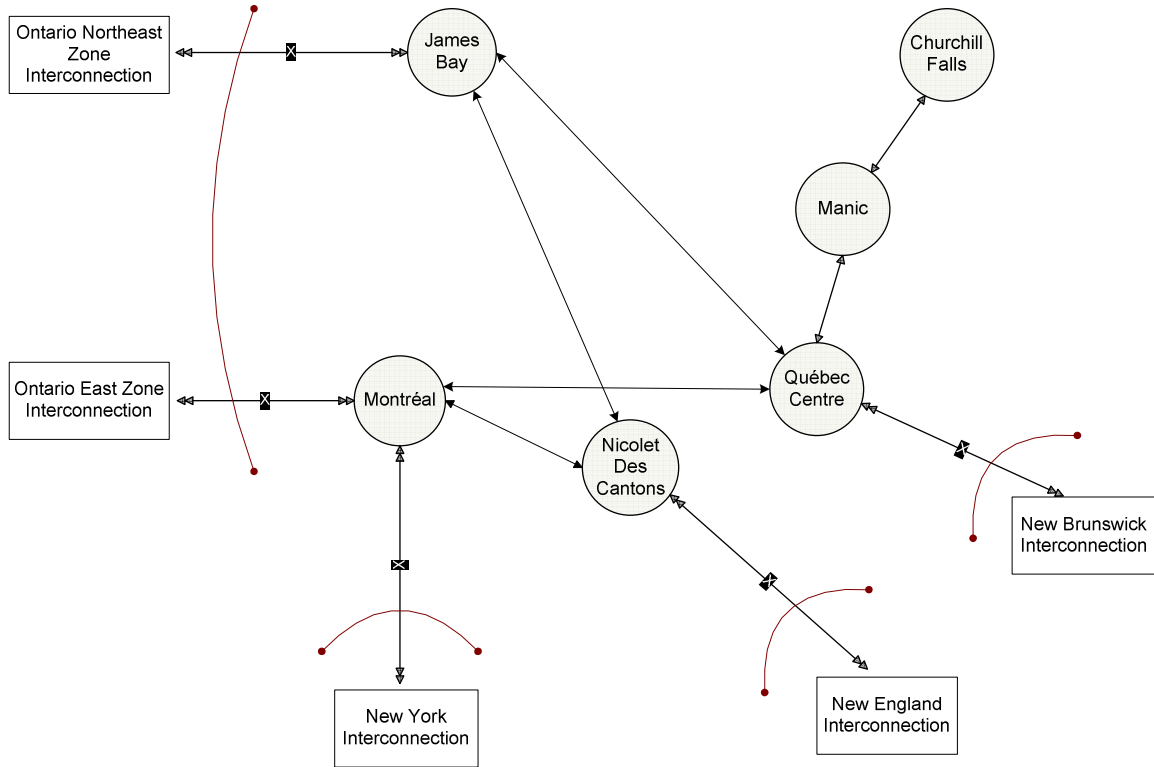 Ontario Northeast
Zone
Interconnection
James
Bay
Churchill
Falls
Manic
Ontario East Zone
Interconnection
Montréal
Québec
Centre
Nicolet
Des
Cantons
New Brunswick
Interconnection
New York
Interconnection
New England
Interconnection